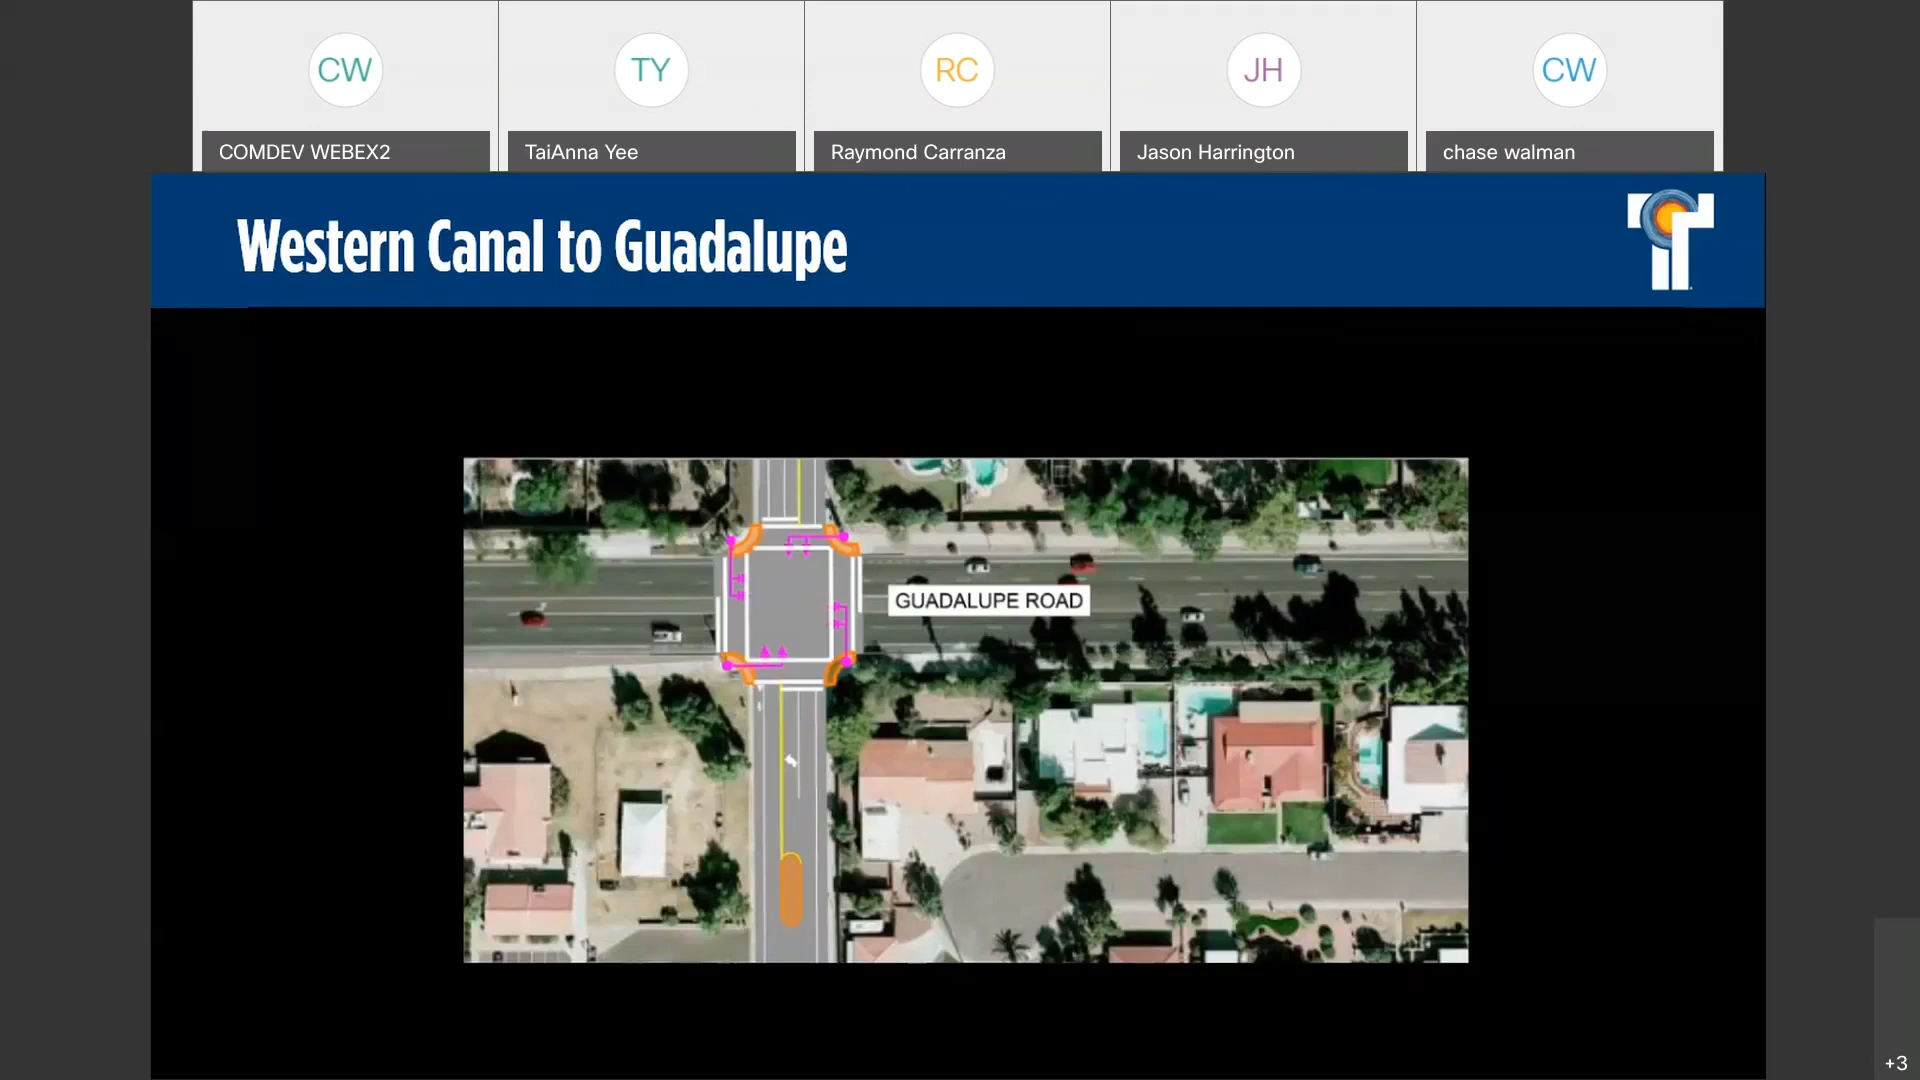 CW
TY
RC
JH
CW
COMDEV WEBEX2
TaiAnna Yee
Raymond Carranza
Jason Harrington
chase walman
Western Canal to Guadalupe
GUADALUPE ROAD
+3